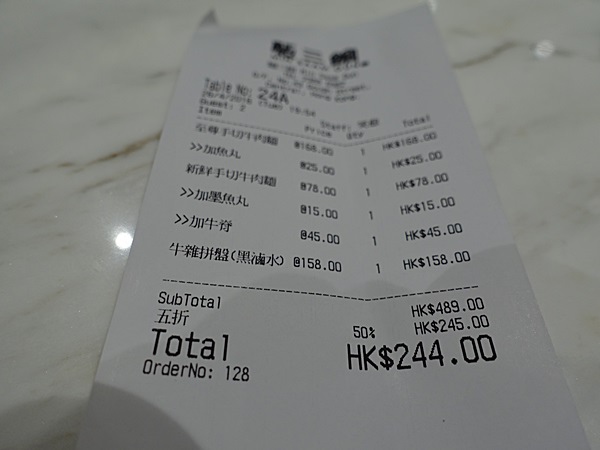 Table No: 24A
Guest: 2
Item Price Qty Total
至尊手切牛肉麵 @168.00 1 HK$168.00
>>加魚丸 @25.00 1 HK$25.00
新鮮手切牛肉麵 @78.00 1 HK$78.00
>>加墨魚丸 @15.00 1 HK$15.00
>>加牛脊 @45.00 1 HK$45.00
牛雜拼盤(黑滷水) @158.00 1 HK$158.00
SubTotal HK$489.00
五折 50% HK$245.00
Total HK$244.00
OrderNo: 128